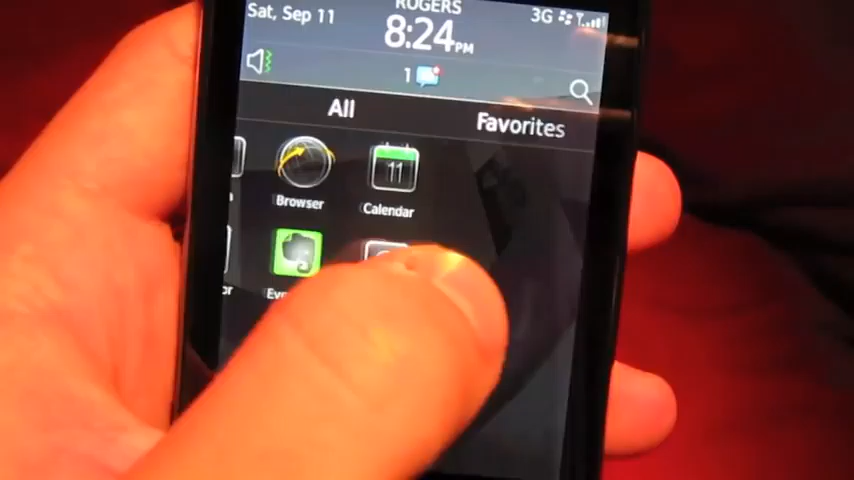 ROGERS
Sat, Sep 11
8:24PM
3G
1
All
Favorites
Browser
11
Calendar